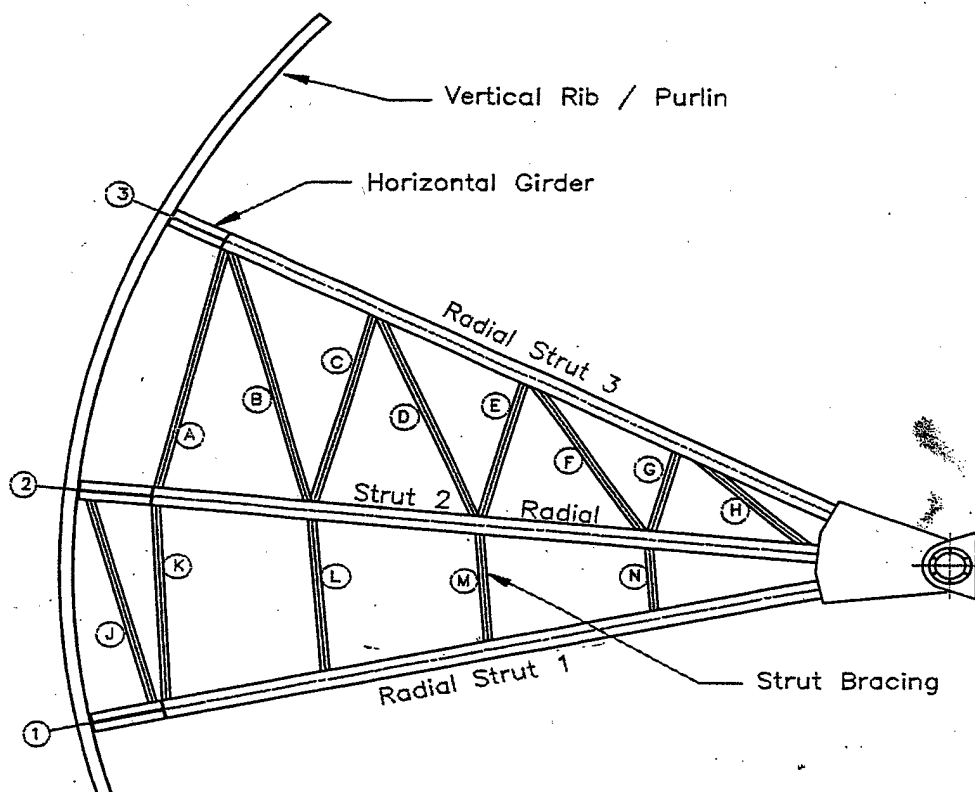 Vertical Rib / Purlin
Horizontal Girder
3
Radial Strut 3
C
B
D
E
A
F
G
H
2
Strut 2
Radial
K
L
M
N
J
Strut Bracing
Radial Strut 1
1